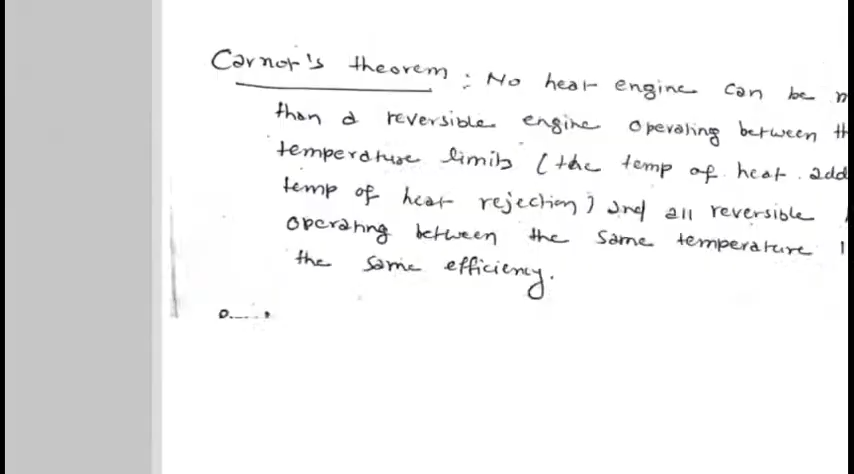 Carnot's theorem : No heat engine can be
than a reversible engine operating between
temperature limits (the temp of heat add
temp of heat rejection) and all reversible
operating between the same temperature
the same efficiency.